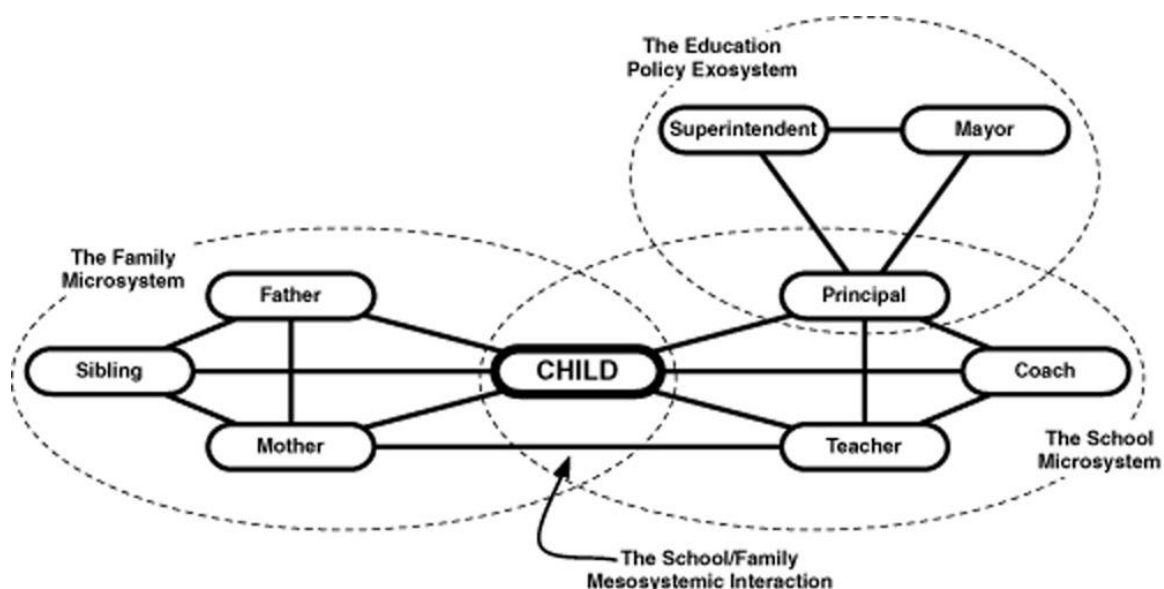 The Education
Policy Exosystem
Superintendent
Mayor
The Family
Microsystem
Father
Principal
Sibling
CHILD
Coach
Mother
Teacher
The School
Microsystem
The School/Family
Mesosystemic Interaction